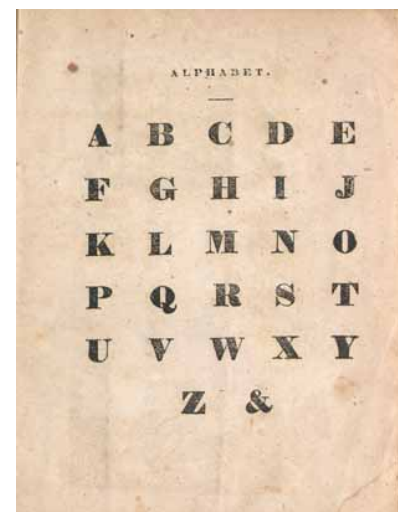 ALPHABET.
A B C D E
F G H I J
K L M N O
P Q R S T
U V W X Y
Z &